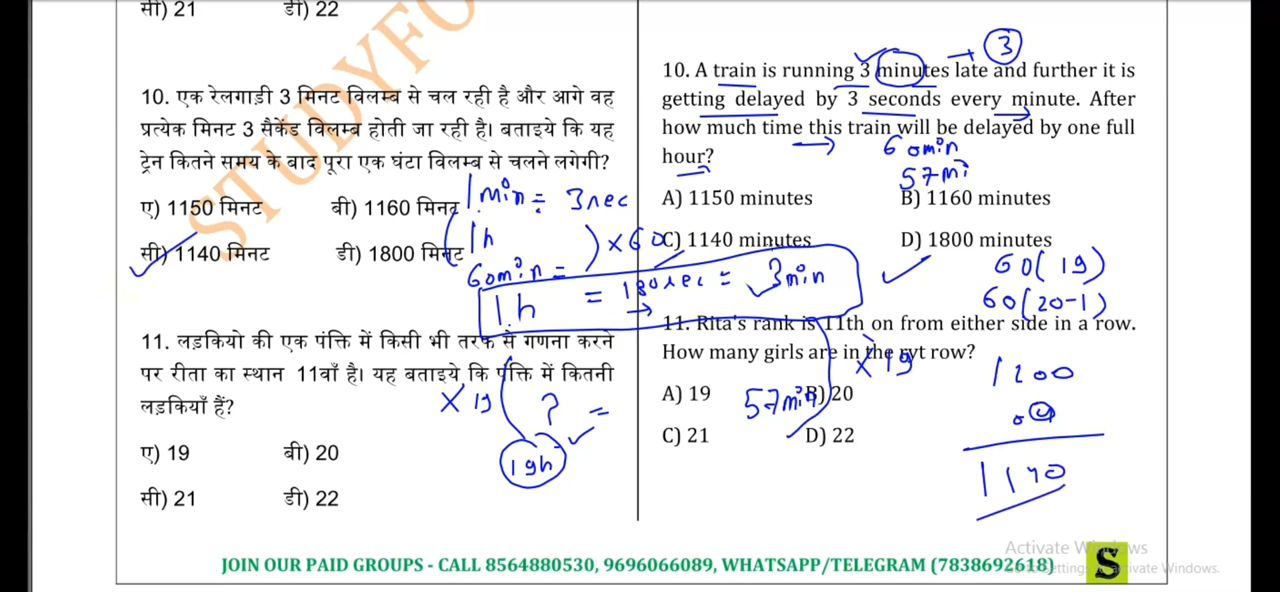 सी) 21 डी) 22
10. एक रेलगाड़ी 3 मिनट विलम्ब से चल रही है और आगे वह
प्रत्येक मिनट 3 सैकेंड विलम्ब होती जा रही है। बताइये कि यह
ट्रेन कितने समय के बाद पूरा एक घंटा विलम्ब से चलने लगेगी?
ए) 1150 मिनट बी) 1160 मिनट
सी) 1140 मिनट डी) 1800 मिनट
1 min = 3 sec
1h
60 min =
) × 60
1h = 180 sec = 3 min
11. लड़कियो की एक पंक्ति में किसी भी तरफ से गणना करने
पर रीता का स्थान 11वाँ है। यह बताइये कि पंक्ति में कितनी
लड़कियाँ हैं?
× 19
? =
19h
ए) 19 बी) 20
सी) 21 डी) 22
3
10. A train is running 3 minutes late and further it is
getting delayed by 3 seconds every minute. After
how much time this train will be delayed by one full
hour?
60 min
57 mi
A) 1150 minutes B) 1160 minutes
C) 1140 minutes D) 1800 minutes
60(19)
60(20-1)
11. Rita's rank is 11th on from either side in a row.
How many girls are in the ryt row?
× 19
57 min
A) 19 B) 20
C) 21 D) 22
1200
1140
STUDYFO
JOIN OUR PAID GROUPS - CALL 8564880530, 9696066089, WHATSAPP/TELEGRAM (7838692618)
S
Activate Windows